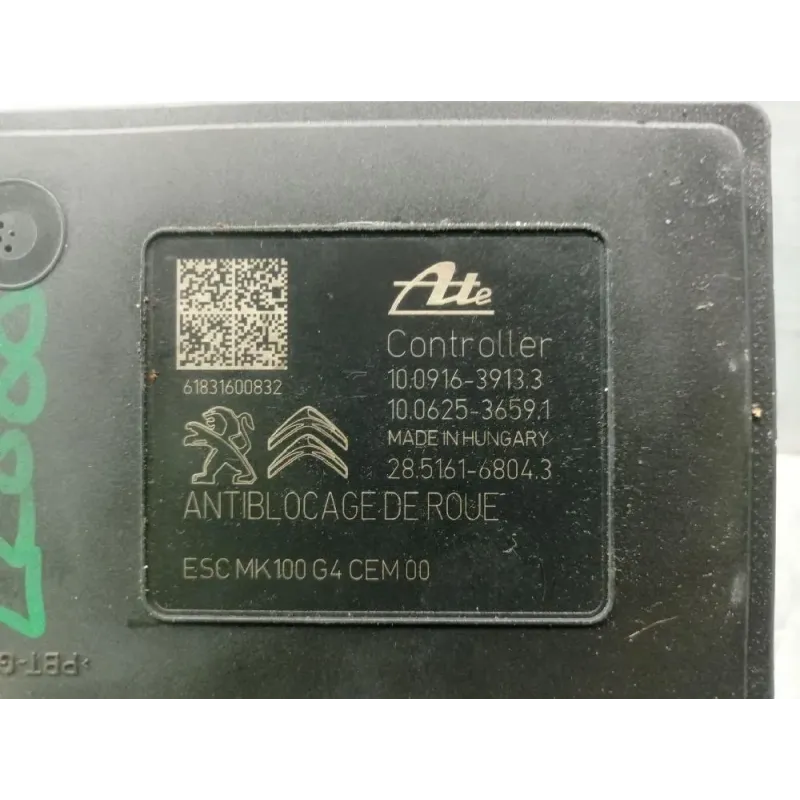 Ate
Controller
10.0916-3913.3
10.0625-3659.1
MADE IN HUNGARY
28.5161-6804.3
61831600832
ANTIBLOCAGE DE ROUE
ESC MK100 G4 CEM 00
>PBT-G